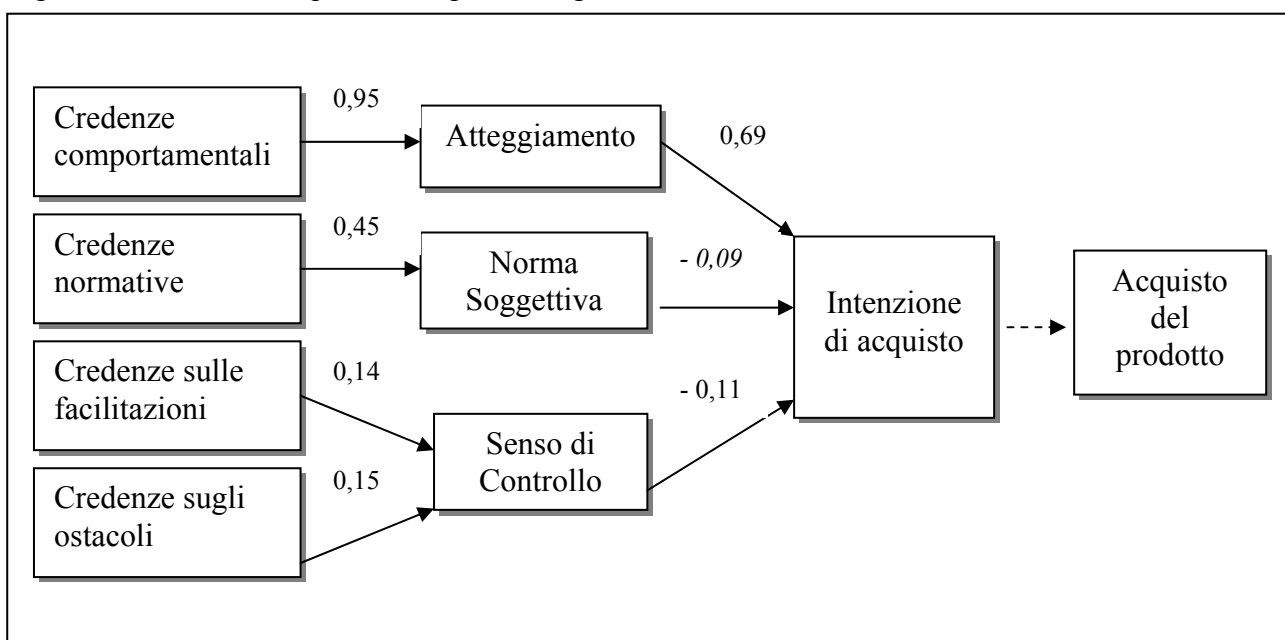 Credenze
comportamentali
0,95
Atteggiamento
0,69
Credenze
normative
0,45
Norma
Soggettiva
- 0,09
Intenzione
di acquisto
Acquisto
del
prodotto
Credenze sulle
facilitazioni
0,14
- 0,11
Senso di
Controllo
Credenze sugli
ostacoli
0,15